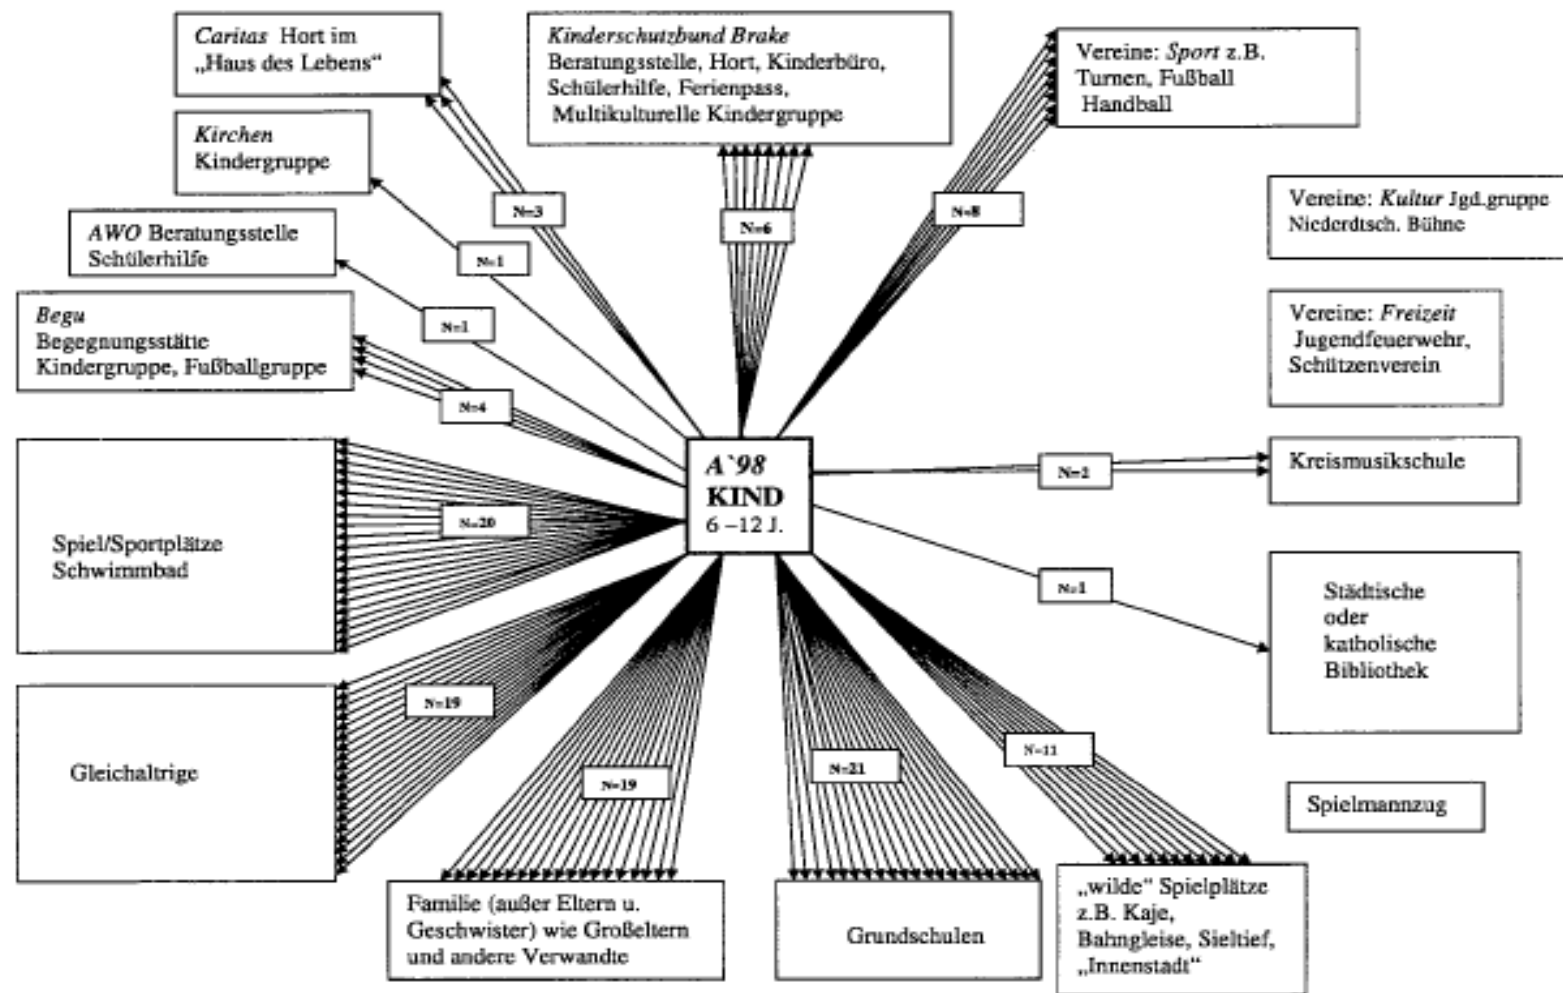 Caritas Hort im
„Haus des Lebens“
Kinderschutzbund Brake
Beratungsstelle, Hort, Kinderbüro,
Schülerhilfe, Ferienpass,
Multikulturelle Kindergruppe
Vereine: Sport z.B.
Turnen, Fußball
Handball
Kirchen
Kindergruppe
Vereine: Kultur Jgd.gruppe
Niederdtsch. Bühne
AWO Beratungsstelle
Schülerhilfe
N=3
N=6
N=8
N=1
N=1
Begu
Begegnungsstätte
Kindergruppe, Fußballgruppe
Vereine: Freizeit
Jugendfeuerwehr,
Schützenverein
N=4
A`98
KIND
6 –12 J.
N=2
Kreismusikschule
Spiel/Sportplätze
Schwimmbad
N=20
N=1
Städtische
oder
katholische
Bibliothek
Gleichaltrige
N=19
N=19
N=21
N=11
Spielmannzug
Familie (außer Eltern u.
Geschwister) wie Großeltern
und andere Verwandte
Grundschulen
„wilde“ Spielplätze
z.B. Kaje,
Bahngleise, Sieltief,
„Innenstadt“